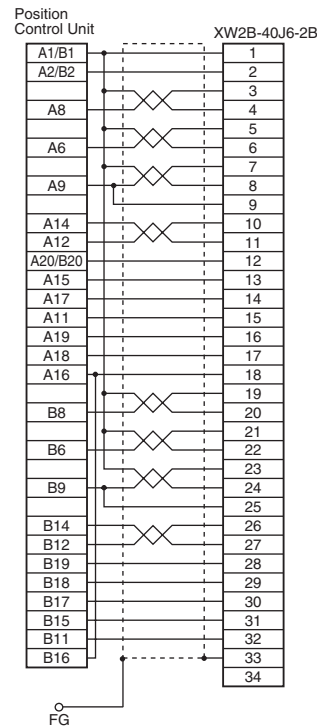 Position
Control Unit
XW2B-40J6-2B
A1/B1 1
A2/B2 2
3
A8 4
5
A6 6
7
A9 8
9
A14 10
A12 11
A20/B20 12
A15 13
A17 14
A11 15
A19 16
A18 17
A16 18
19
B8 20
21
B6 22
23
B9 24
25
B14 26
B12 27
B19 28
B18 29
B17 30
B15 31
B11 32
B16 33
34
FG